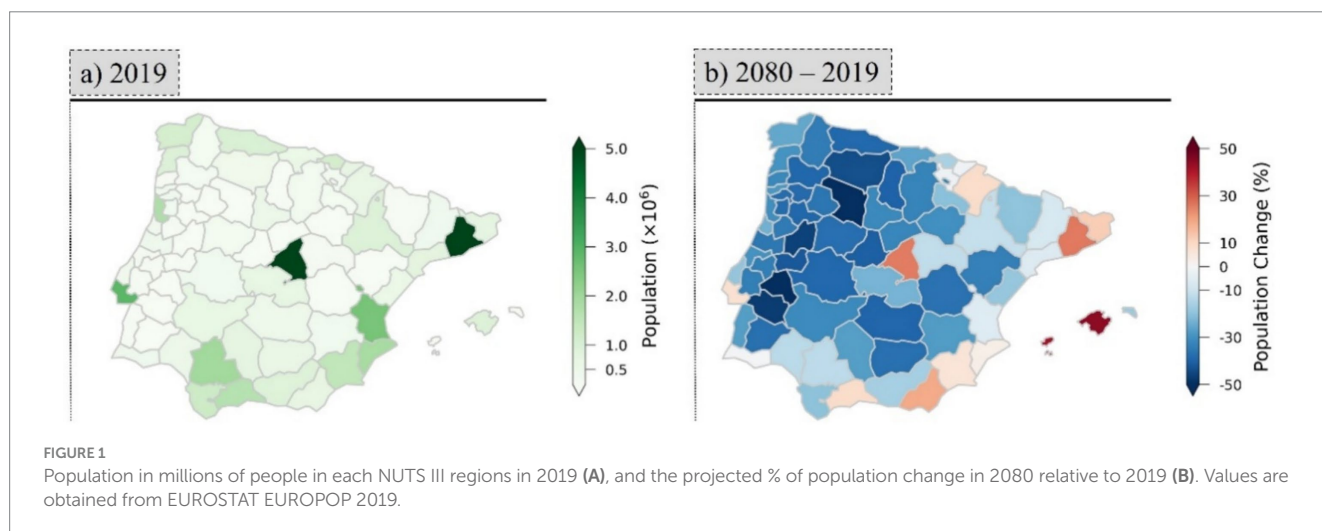 a) 2019
b) 2080 – 2019
5.0
4.0
3.0
2.0
1.0
0.5
Population (×10⁶)
50
30
10
0
-10
-30
-50
Population Change (%)
FIGURE 1
Population in millions of people in each NUTS III regions in 2019 (A), and the projected % of population change in 2080 relative to 2019 (B). Values are
obtained from EUROSTAT EUROPOP 2019.